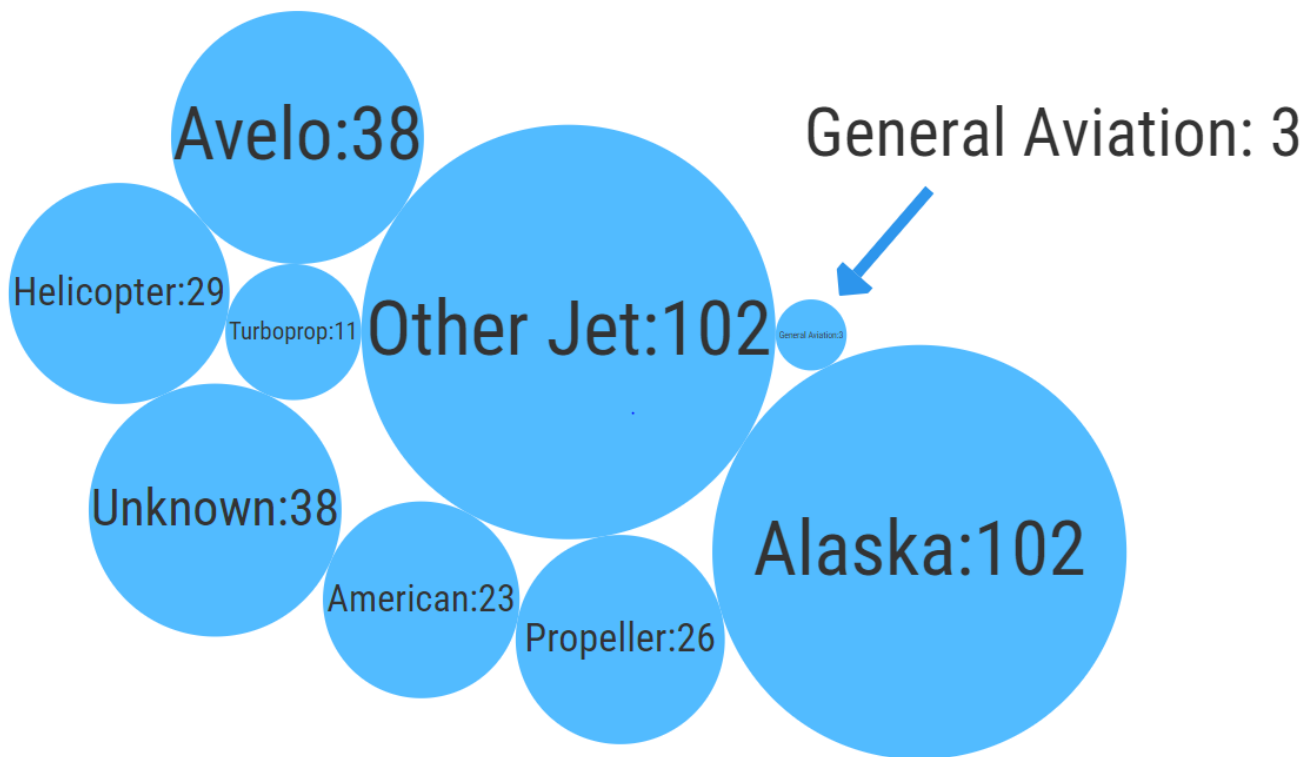 Avelo:38
General Aviation: 3
Helicopter:29
Turboprop:11
Other Jet:102
General Aviation:3
Unknown:38
Alaska:102
American:23
Propeller:26